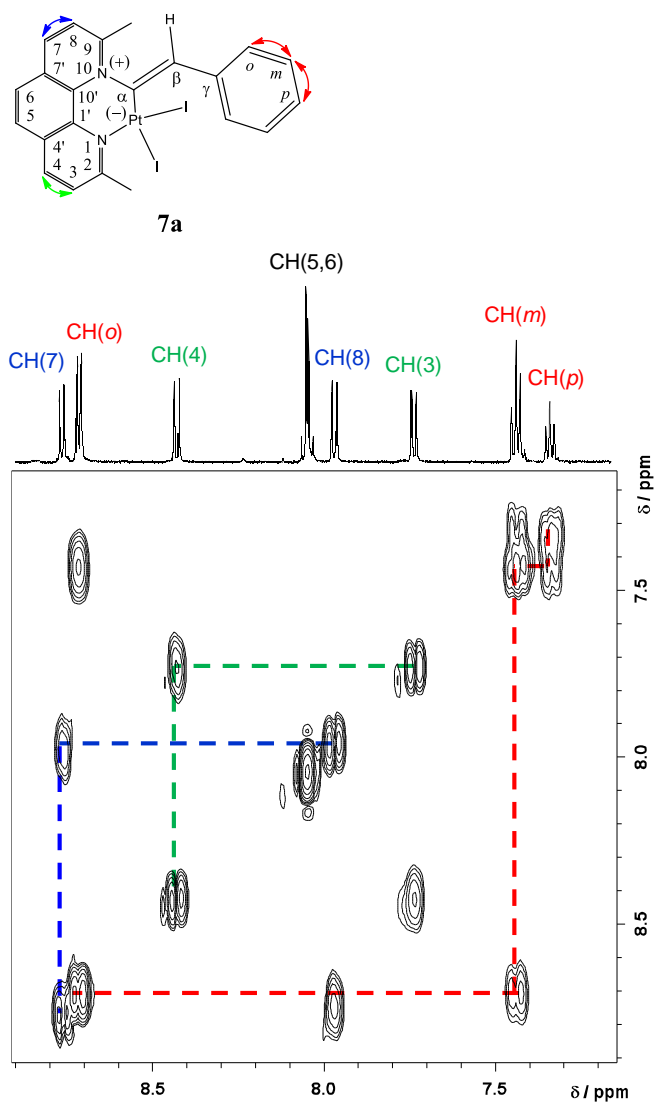 H
8
7
9
10
(+)
7'
N
β
o
m
γ
p
α
6
10'
(−)
5
1'
Pt
I
4'
N
1
4
2
3
I
7a
CH(5,6)
CH(o)
CH(m)
CH(7)
CH(4)
CH(8)
CH(3)
CH(p)
δ / ppm
7.5
8.0
8.5
8.5
8.0
7.5
δ / ppm